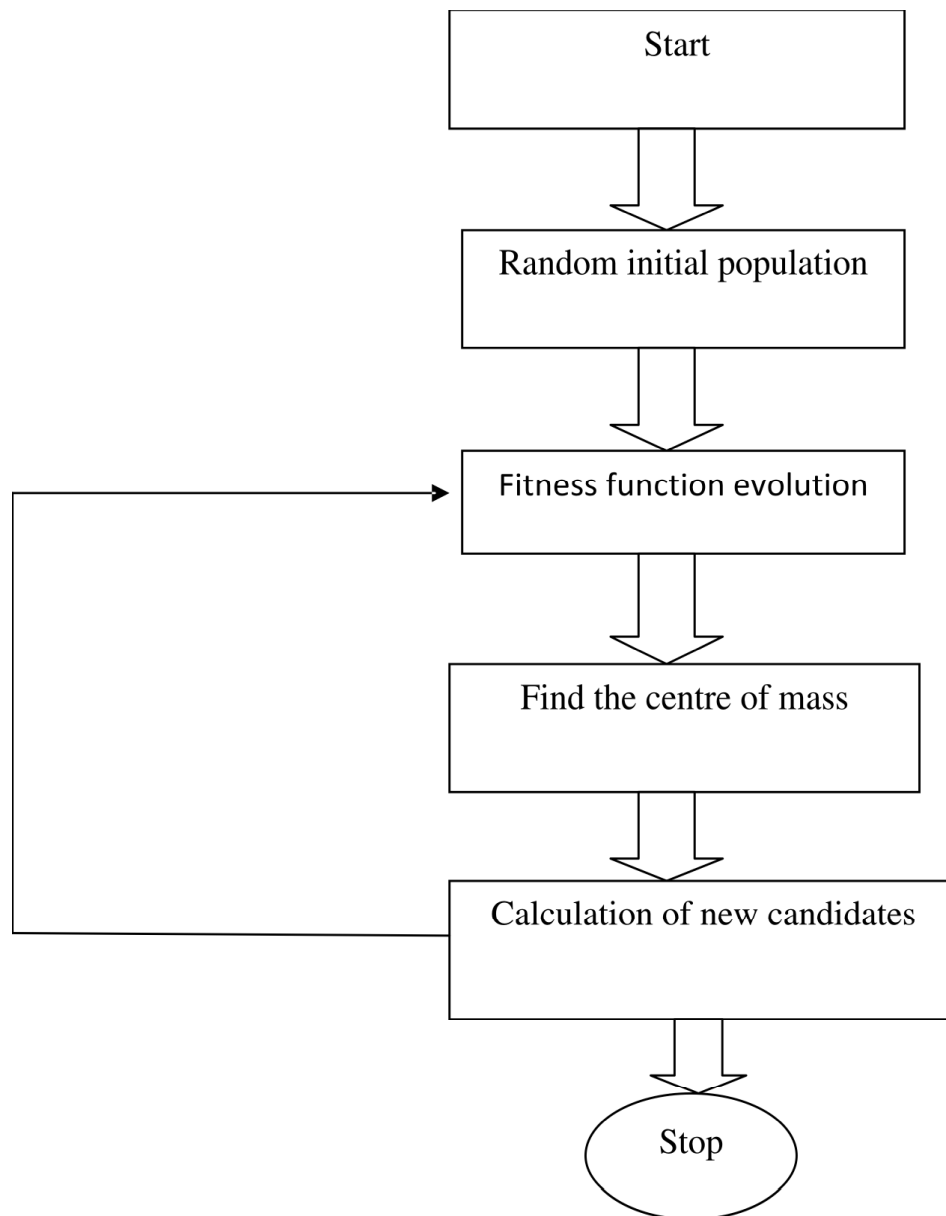 Start
Random initial population
Fitness function evolution
Find the centre of mass
Calculation of new candidates
Stop